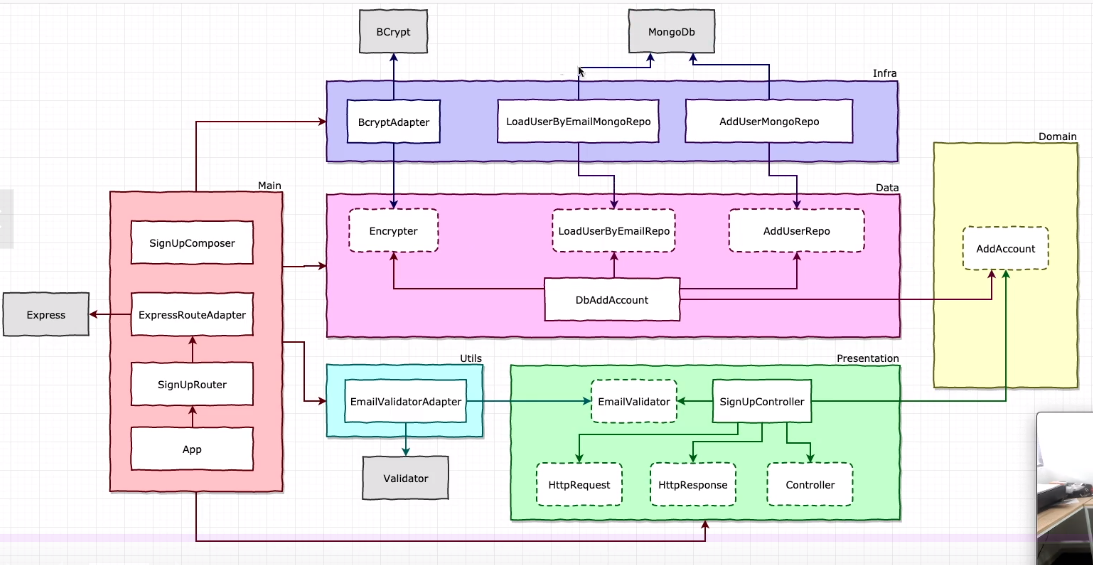 BCrypt
MongoDb
Infra
BcryptAdapter
LoadUserByEmailMongoRepo
AddUserMongoRepo
Domain
Main
Data
SignUpComposer
Encrypter
LoadUserByEmailRepo
AddUserRepo
AddAccount
DbAddAccount
Express
ExpressRouteAdapter
Utils
Presentation
SignUpRouter
EmailValidatorAdapter
EmailValidator
SignUpController
App
Validator
HttpRequest
HttpResponse
Controller